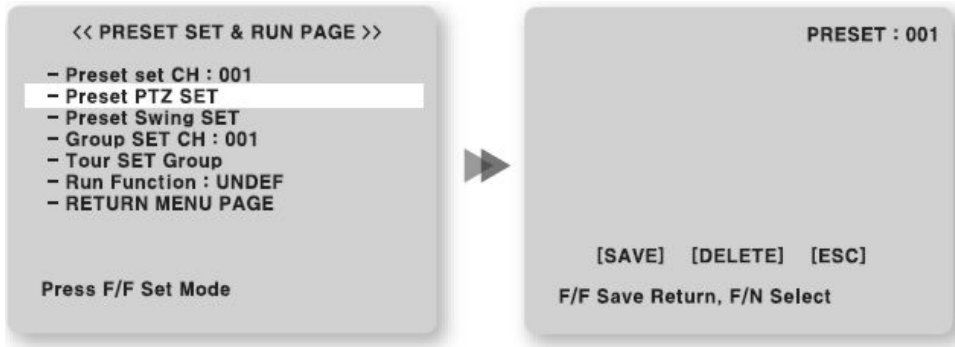 << PRESET SET & RUN PAGE >>
- Preset set CH : 001
- Preset PTZ SET
- Preset Swing SET
- Group SET CH : 001
- Tour SET Group
- Run Function : UNDEF
- RETURN MENU PAGE
Press F/F Set Mode
PRESET : 001
[SAVE] [DELETE] [ESC]
F/F Save Return, F/N Select